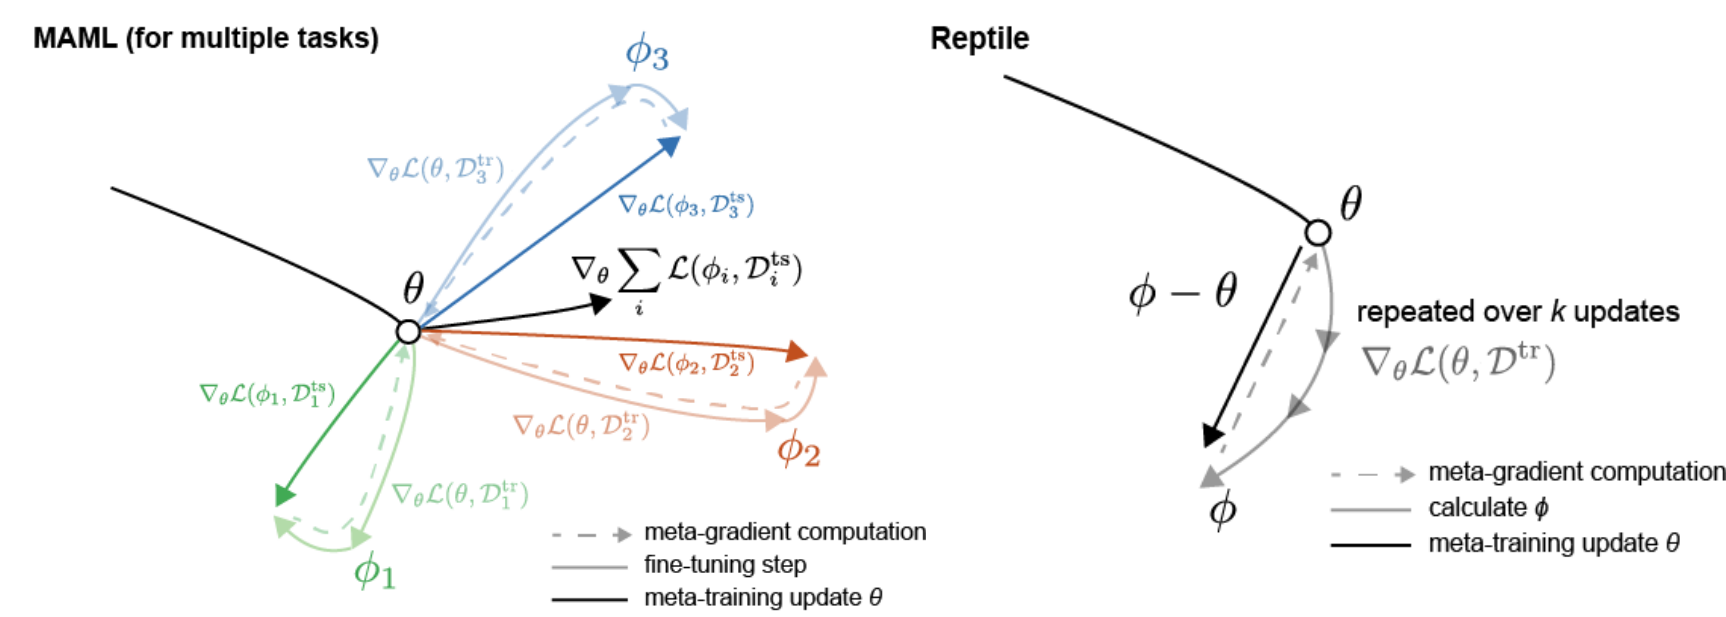 MAML (for multiple tasks)
ϕ₃
∇θℒ(θ, 𝒟₃ᵗʳ)
∇θℒ(ϕ₃, 𝒟₃ᵗˢ)
θ
∇θ ∑ᵢ ℒ(ϕᵢ, 𝒟ᵢᵗˢ)
∇θℒ(ϕ₂, 𝒟₂ᵗˢ)
∇θℒ(ϕ₁, 𝒟₁ᵗˢ)
∇θℒ(θ, 𝒟₂ᵗʳ)
ϕ₂
∇θℒ(θ, 𝒟₁ᵗʳ)
ϕ₁
meta-gradient computation
fine-tuning step
meta-training update θ
Reptile
θ
ϕ − θ
repeated over k updates
∇θℒ(θ, 𝒟ᵗʳ)
ϕ
meta-gradient computation
calculate ϕ
meta-training update θ